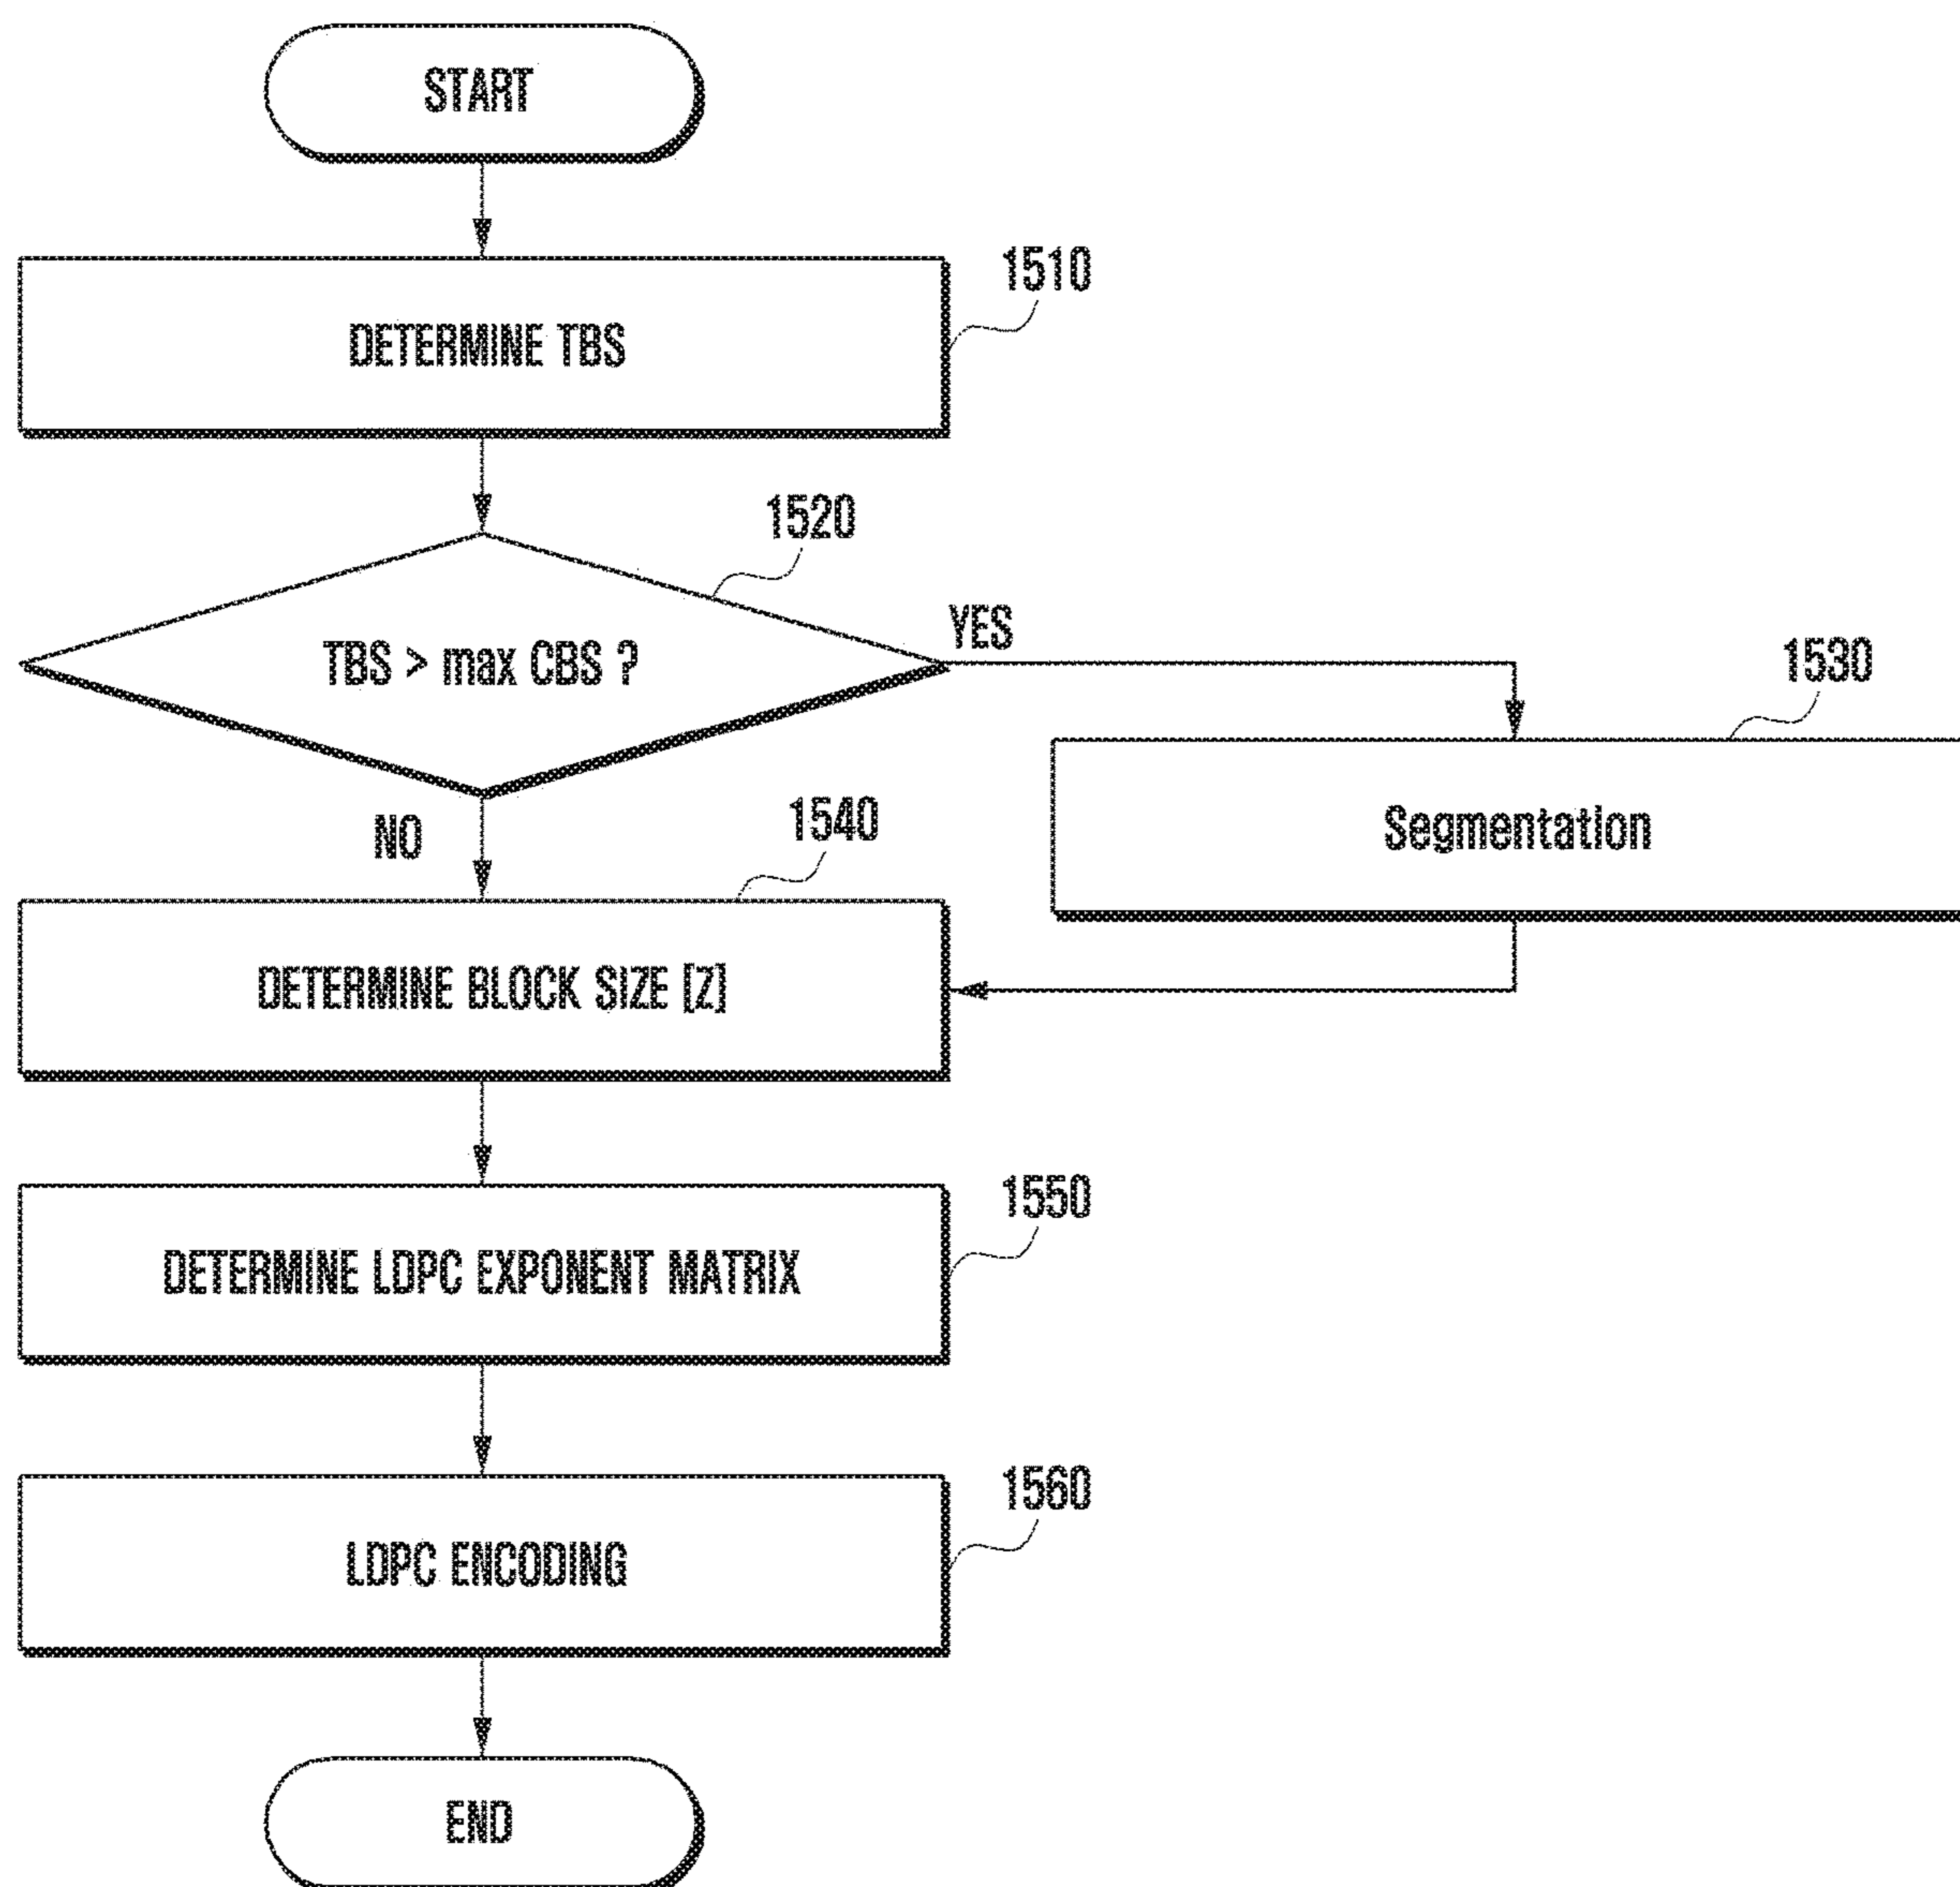 START
1510
DETERMINE TBS
1520
YES
TBS > max CBS ?
1530
NO
1540
Segmentation
DETERMINE BLOCK SIZE [Z]
1550
DETERMINE LDPC EXPONENT MATRIX
1560
LDPC ENCODING
END